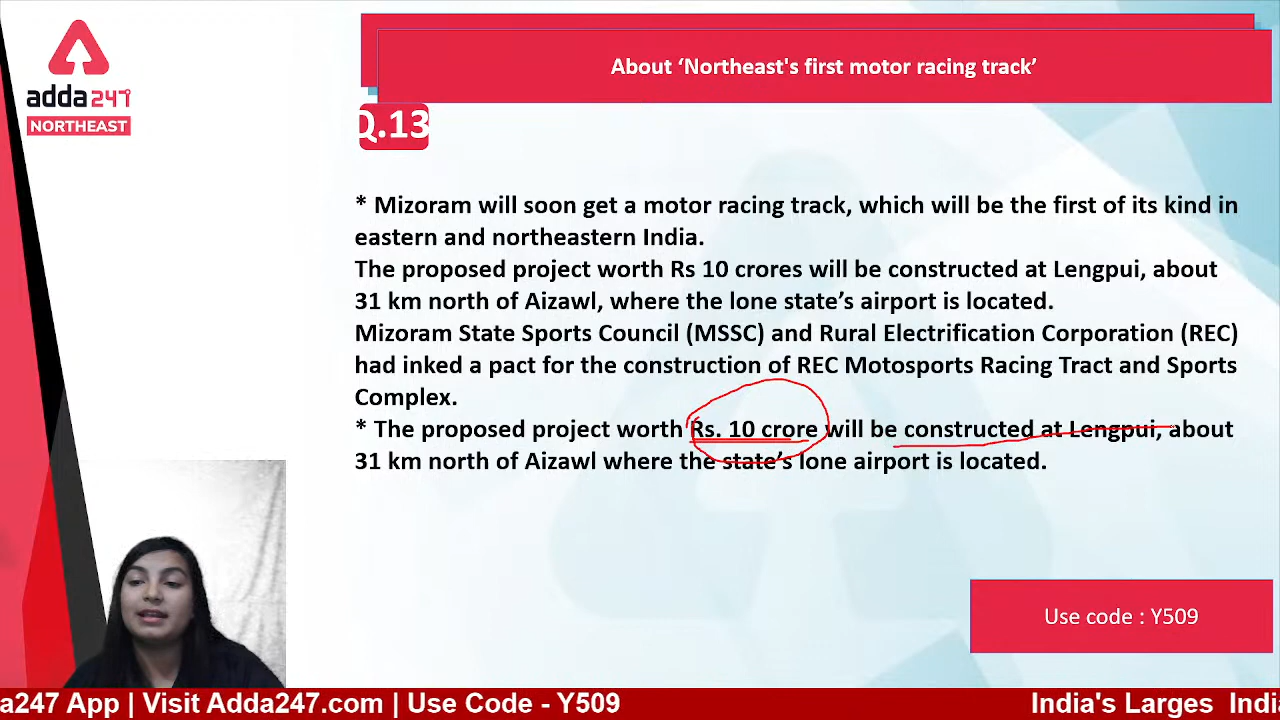 About ‘Northeast's first motor racing track’
adda247
NORTHEAST
Q.13
* Mizoram will soon get a motor racing track, which will be the first of its kind in
eastern and northeastern India.
The proposed project worth Rs 10 crores will be constructed at Lengpui, about
31 km north of Aizawl, where the lone state’s airport is located.
Mizoram State Sports Council (MSSC) and Rural Electrification Corporation (REC)
had inked a pact for the construction of REC Motosports Racing Tract and Sports
Complex.
* The proposed project worth Rs. 10 crore will be constructed at Lengpui, about
31 km north of Aizawl where the state’s lone airport is located.
Use code : Y509
a247 App | Visit Adda247.com | Use Code - Y509
India's Larges Indi